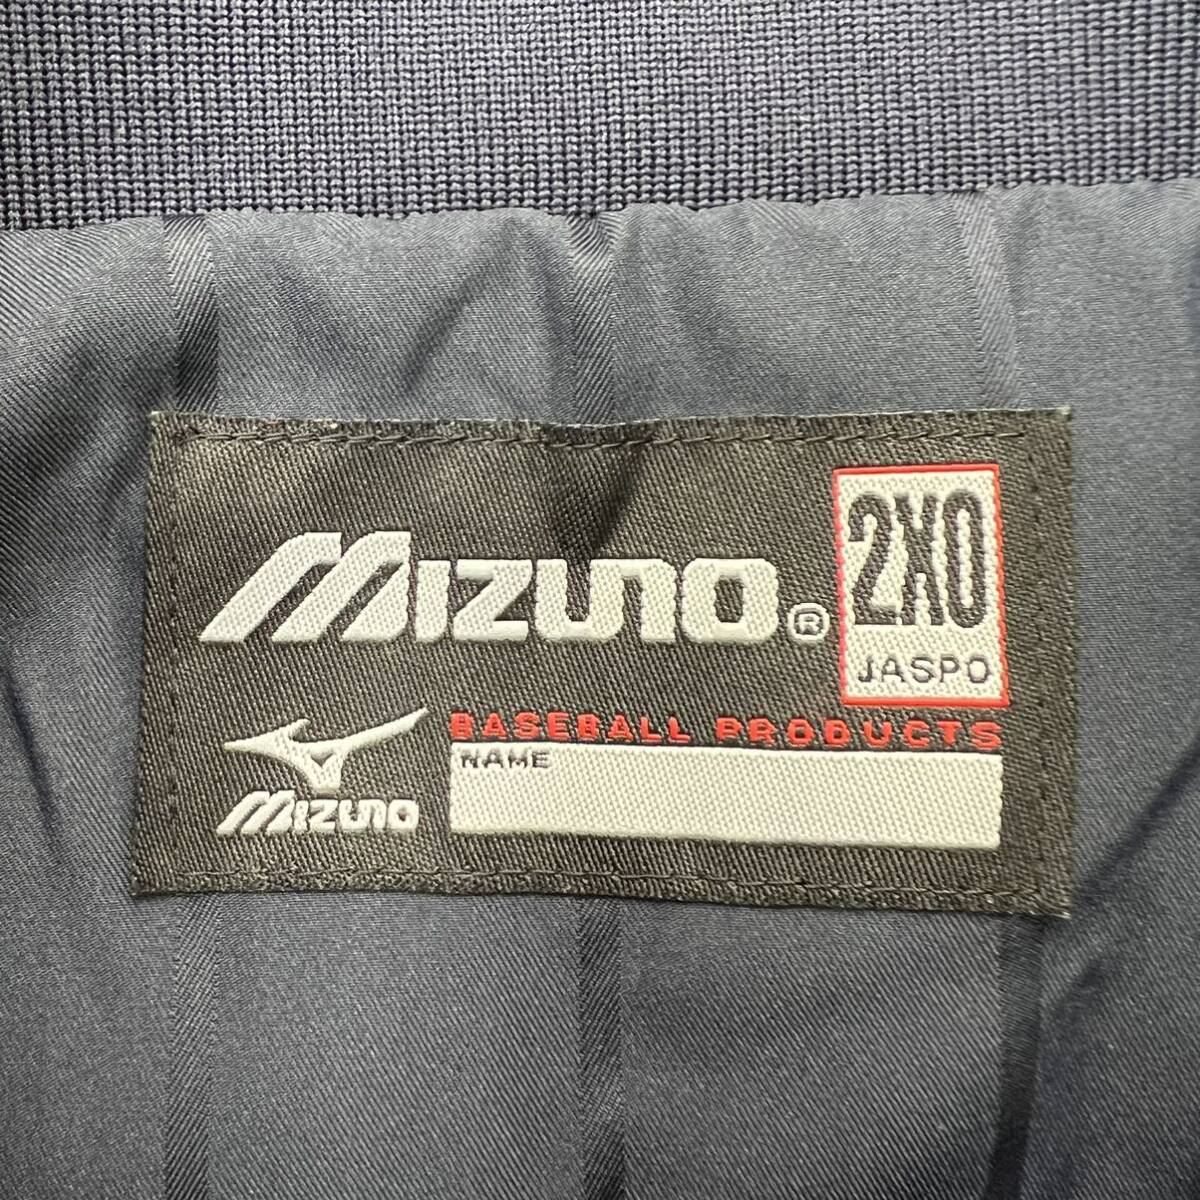 MIZUNO®
2XO
JASPO
MIZUNO
BASEBALL PRODUCTS
NAME